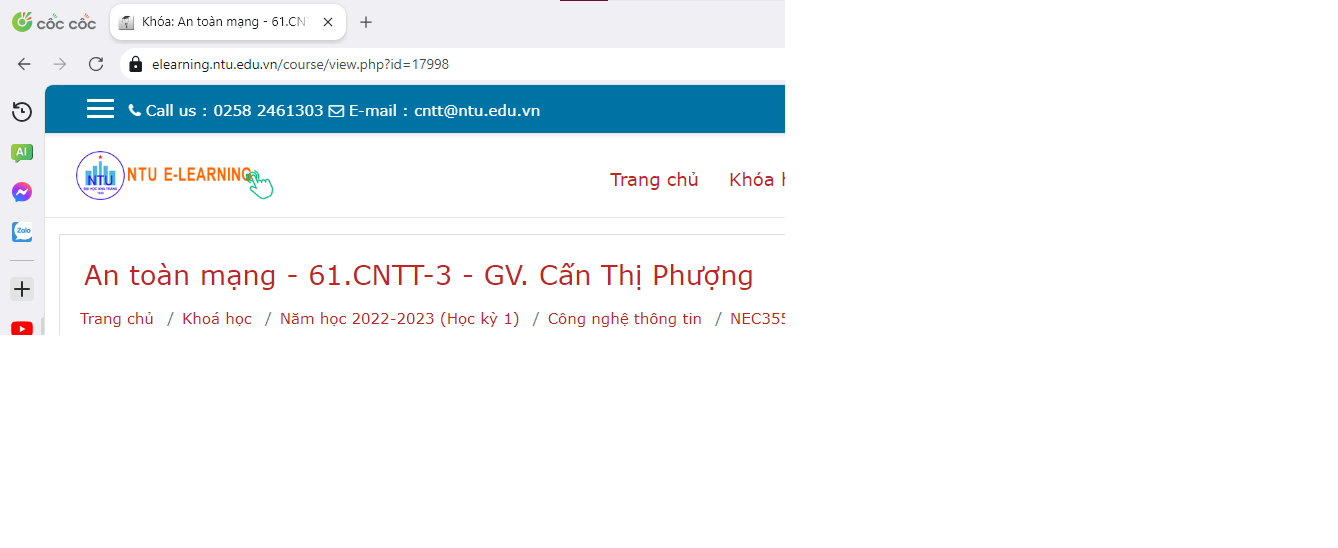 cốc cốc
Khóa: An toàn mạng - 61.CN
elearning.ntu.edu.vn/course/view.php?id=17998
Call us : 0258 2461303 E-mail : cntt@ntu.edu.vn
AI
NTU
NTU E-LEARNING
Trang chủ Khóa
Zalo
An toàn mạng - 61.CNTT-3 - GV. Cấn Thị Phượng
Trang chủ / Khoá học / Năm học 2022-2023 (Học kỳ 1) / Công nghệ thông tin / NEC355